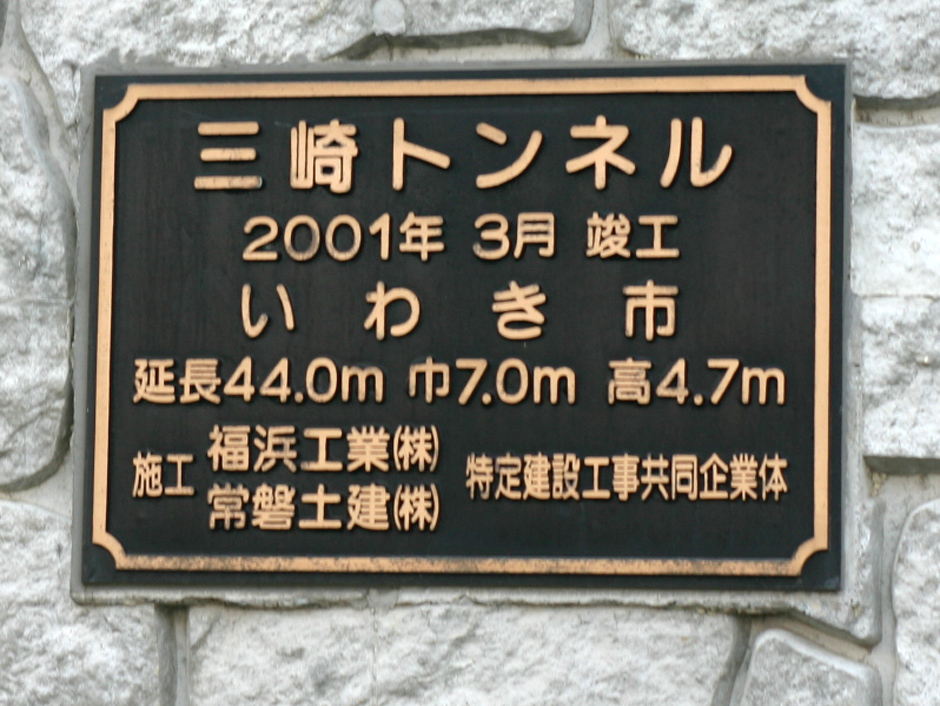 三崎トンネル
2001年 3月 竣工
いわき市
延長44.0m 巾7.0m 高4.7m
施工 福浜工業㈱ 常磐土建㈱ 特定建設工事共同企業体